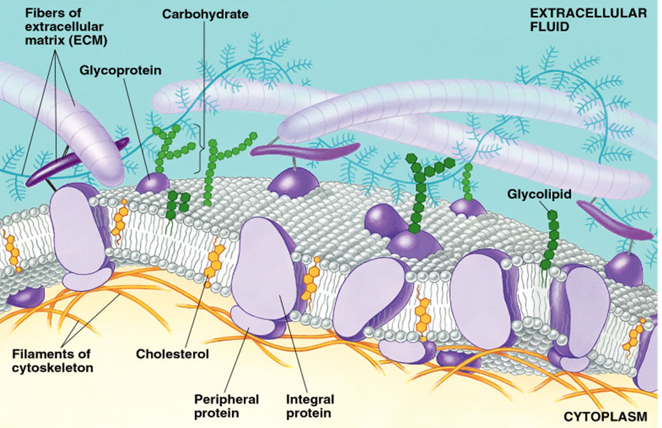 Fibers of
extracellular
matrix (ECM)
Carbohydrate
EXTRACELLULAR
FLUID
Glycoprotein
Glycolipid
Filaments of
cytoskeleton
Cholesterol
Peripheral
protein
Integral
protein
CYTOPLASM